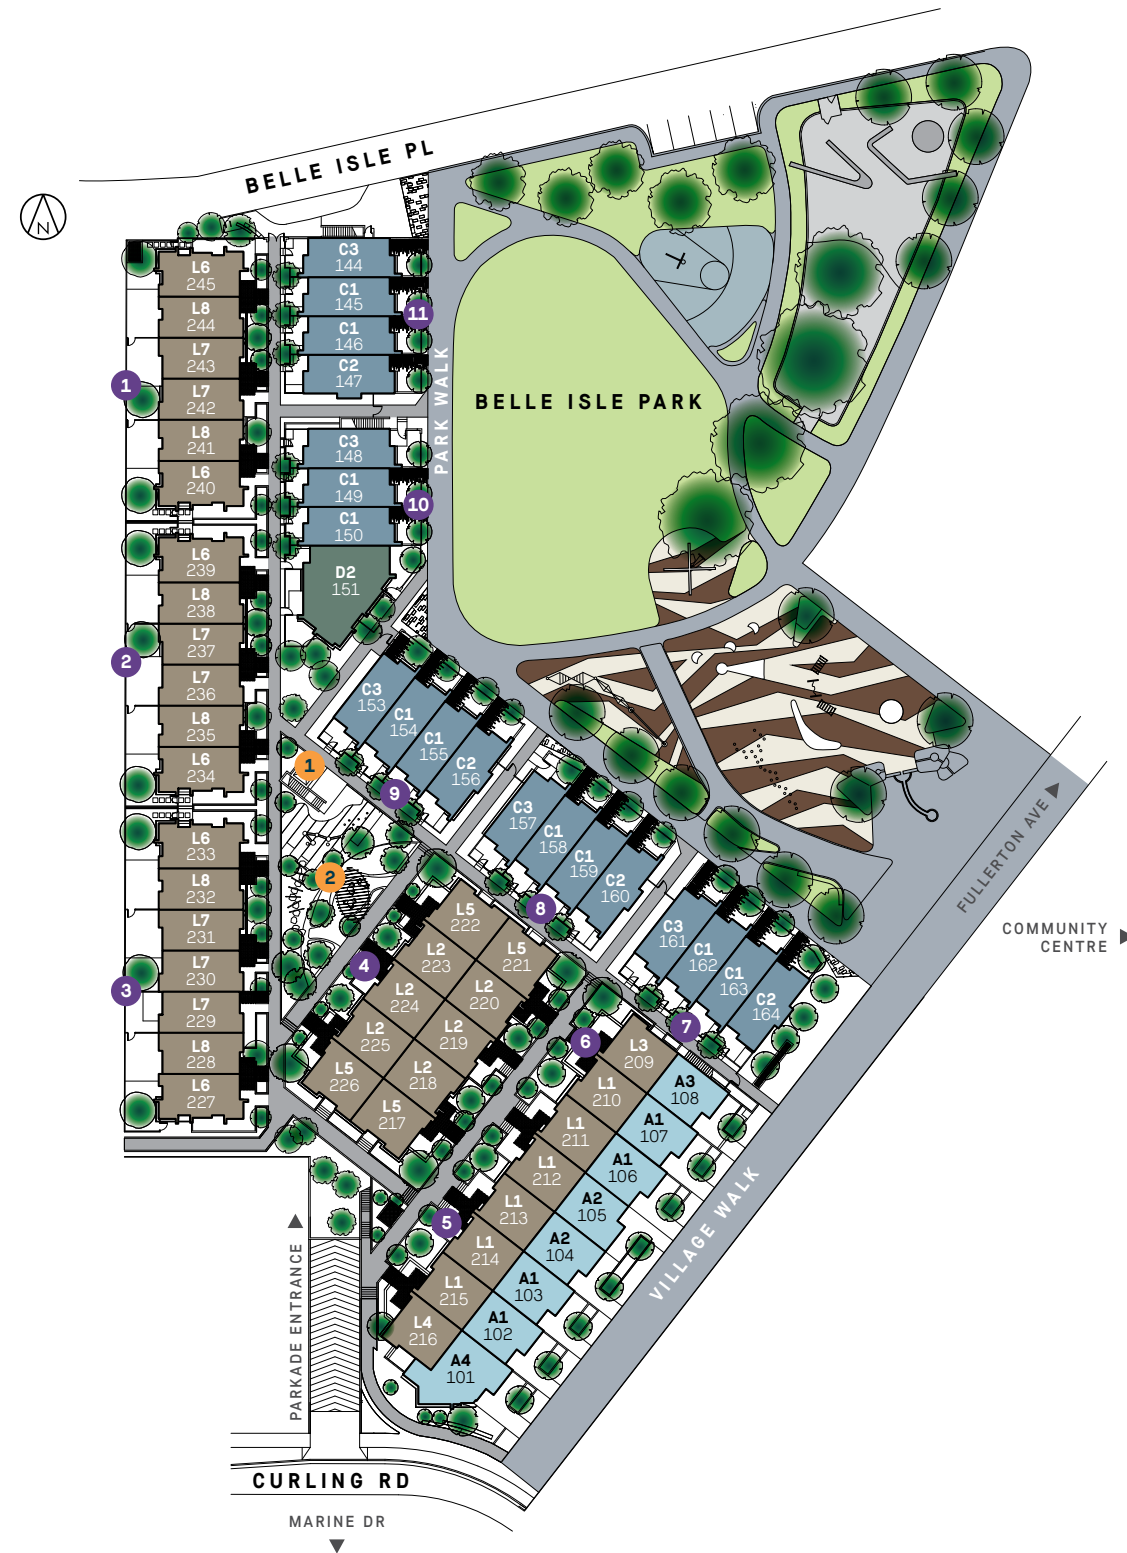 BELLE ISLE PL
N
L6
245
L8
244
L7
243
L7
242
L8
241
L6
240
1
C3
144
C1
145
C1
146
C2
147
11
PARK WALK
BELLE ISLE PARK
C3
148
C1
149
C1
150
D2
151
10
L6
239
L8
238
L7
237
L7
236
L8
235
L6
234
2
C3
153
C1
154
C1
155
C2
156
9
1
2
C3
157
C1
158
C1
159
C2
160
8
C3
161
C1
162
C1
163
C2
164
7
FULLERTON AVE
COMMUNITY
CENTRE
L6
233
L8
232
L7
231
L7
230
L7
229
L8
228
L6
227
3
L5
222
L2
223
L2
224
L2
225
L5
226
L5
221
L2
220
L2
219
L2
218
L5
217
4
6
L3
209
L1
210
L1
211
L1
212
L1
213
L1
214
L1
215
L4
216
5
A3
108
A1
107
A1
106
A2
105
A2
104
A1
103
A1
102
A4
101
VILLAGE WALK
PARKADE ENTRANCE
CURLING RD
MARINE DR